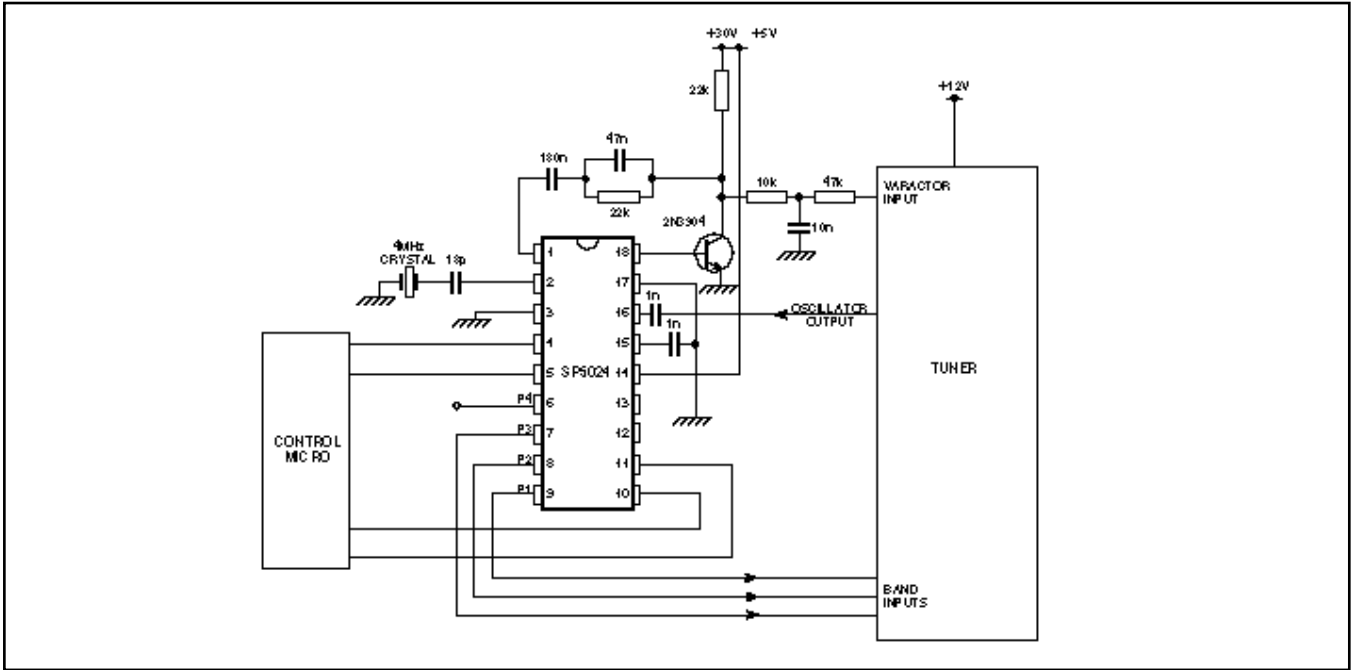 +30V +5V
22k
+12V
47n
180n
22k
10k
47k
VARACTOR
INPUT
2N3904
10n
4MHz
CRYSTAL
18p
1
18
2
17
3
16
1n
OSCILLATOR
OUTPUT
4
15
1n
5
SP5024
14
TUNER
P4
6
13
P3
7
12
CONTROL
MICRO
P2
8
11
P1
9
10
BAND
INPUTS